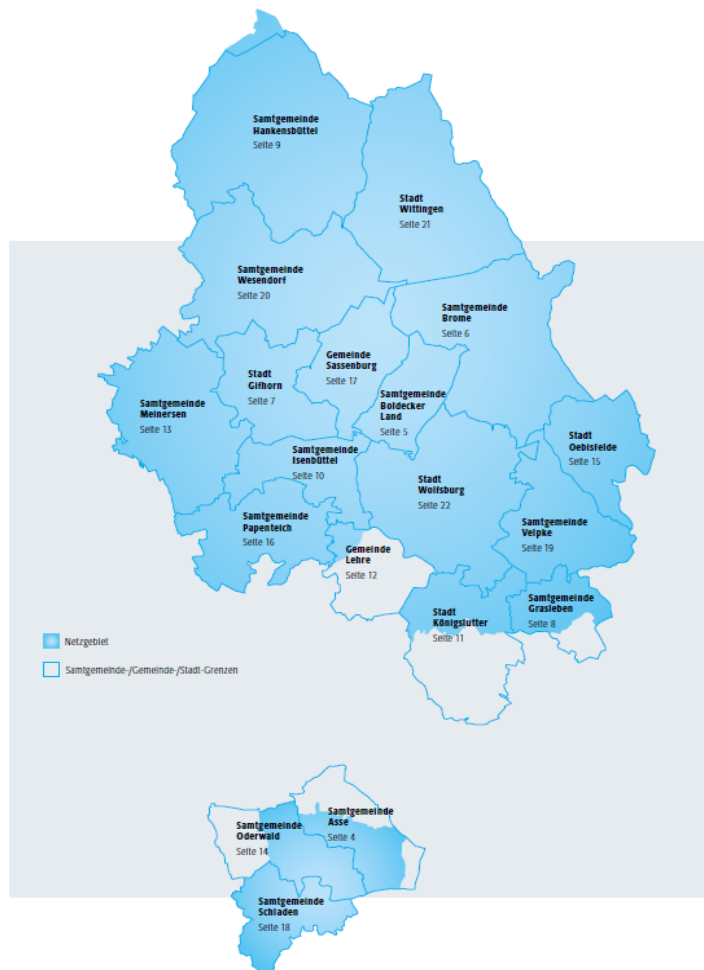 Samtgemeinde
Hankensbüttel
Seite 9
Stadt
Wittingen
Seite 21
Samtgemeinde
Wesendorf
Seite 20
Samtgemeinde
Brome
Seite 6
Gemeinde
Sassenburg
Seite 17
Stadt
Gifhorn
Seite 7
Samtgemeinde
Boldecker
Land
Seite 5
Samtgemeinde
Meinersen
Seite 13
Stadt
Oebisfelde
Seite 15
Samtgemeinde
Isenbüttel
Seite 10
Stadt
Wolfsburg
Seite 22
Samtgemeinde
Papenteich
Seite 16
Samtgemeinde
Velpke
Seite 19
Gemeinde
Lehre
Seite 12
Samtgemeinde
Grasleben
Seite 8
Stadt
Königslutter
Seite 11
Netzgebiet
Samtgemeinde-/Gemeinde-/Stadt-Grenzen
Samtgemeinde
Asse
Seite 4
Samtgemeinde
Oderwald
Seite 14
Samtgemeinde
Schladen
Seite 18